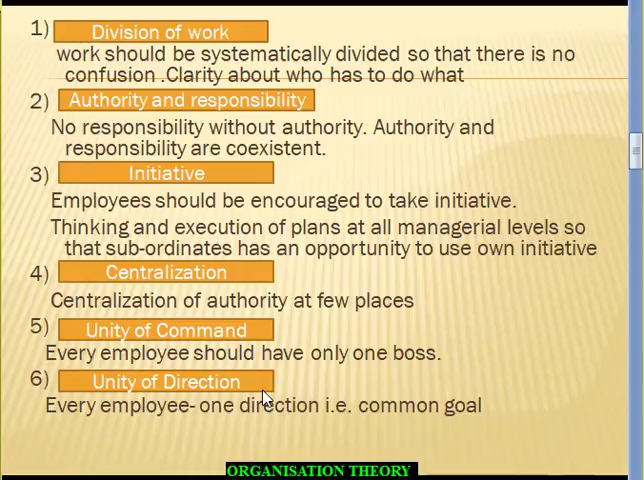 1) Division of work
work should be systematically divided so that there is no
confusion .Clarity about who has to do what
2) Authority and responsibility
No responsibility without authority. Authority and
responsibility are coexistent.
3) Initiative
Employees should be encouraged to take initiative.
Thinking and execution of plans at all managerial levels so
that sub-ordinates has an opportunity to use own initiative
4) Centralization
Centralization of authority at few places
5) Unity of Command
Every employee should have only one boss.
6) Unity of Direction
Every employee- one direction i.e. common goal
ORGANISATION THEORY